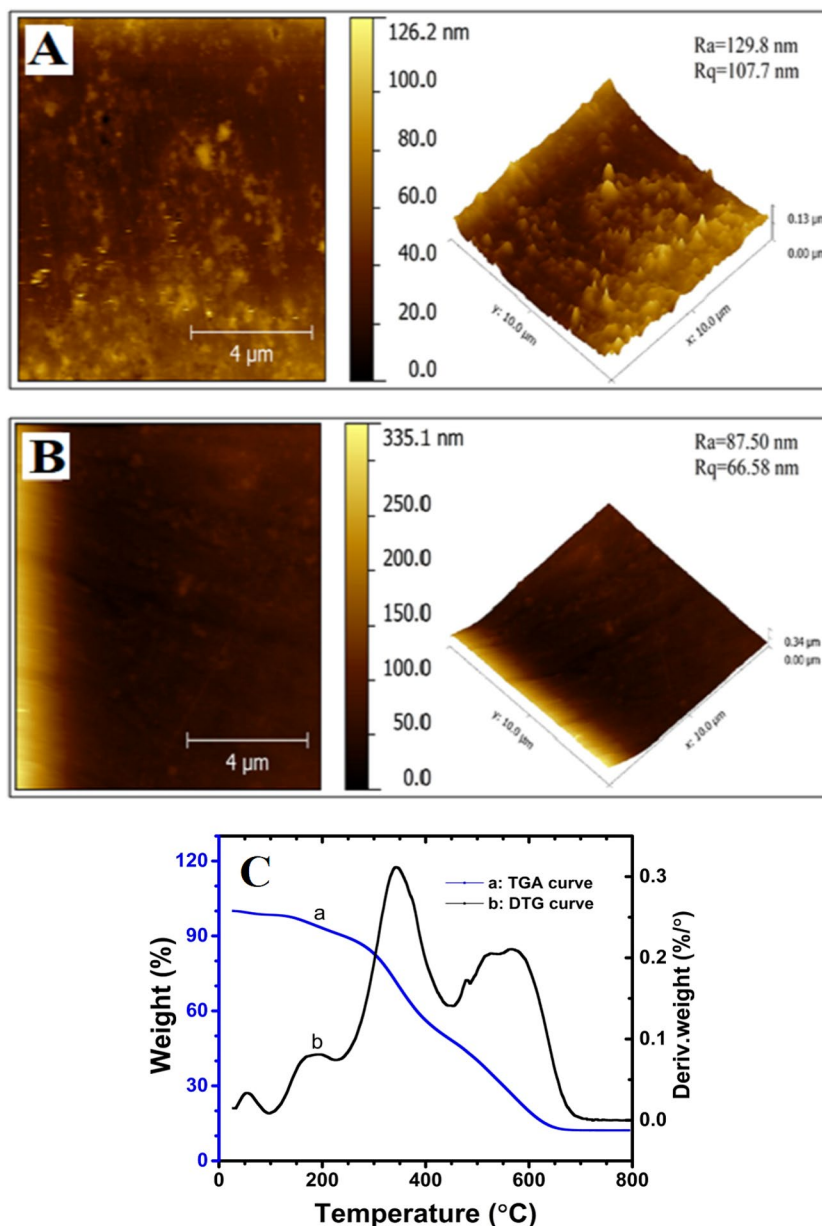 A
126.2 nm
100.0
80.0
60.0
40.0
20.0
0.0
4 µm
Ra=129.8 nm
Rq=107.7 nm
0.13 µm
0.00 µm
y: 10.0 µm
x: 10.0 µm
B
335.1 nm
250.0
200.0
150.0
100.0
50.0
0.0
4 µm
Ra=87.50 nm
Rq=66.58 nm
0.34 µm
0.00 µm
y: 10.0 µm
x: 10.0 µm
C
a: TGA curve
b: DTG curve
a
b
Weight (%)
120
90
60
30
0
Deriv.weight (%/°)
0.3
0.2
0.1
0.0
0 200 400 600 800
Temperature (°C)